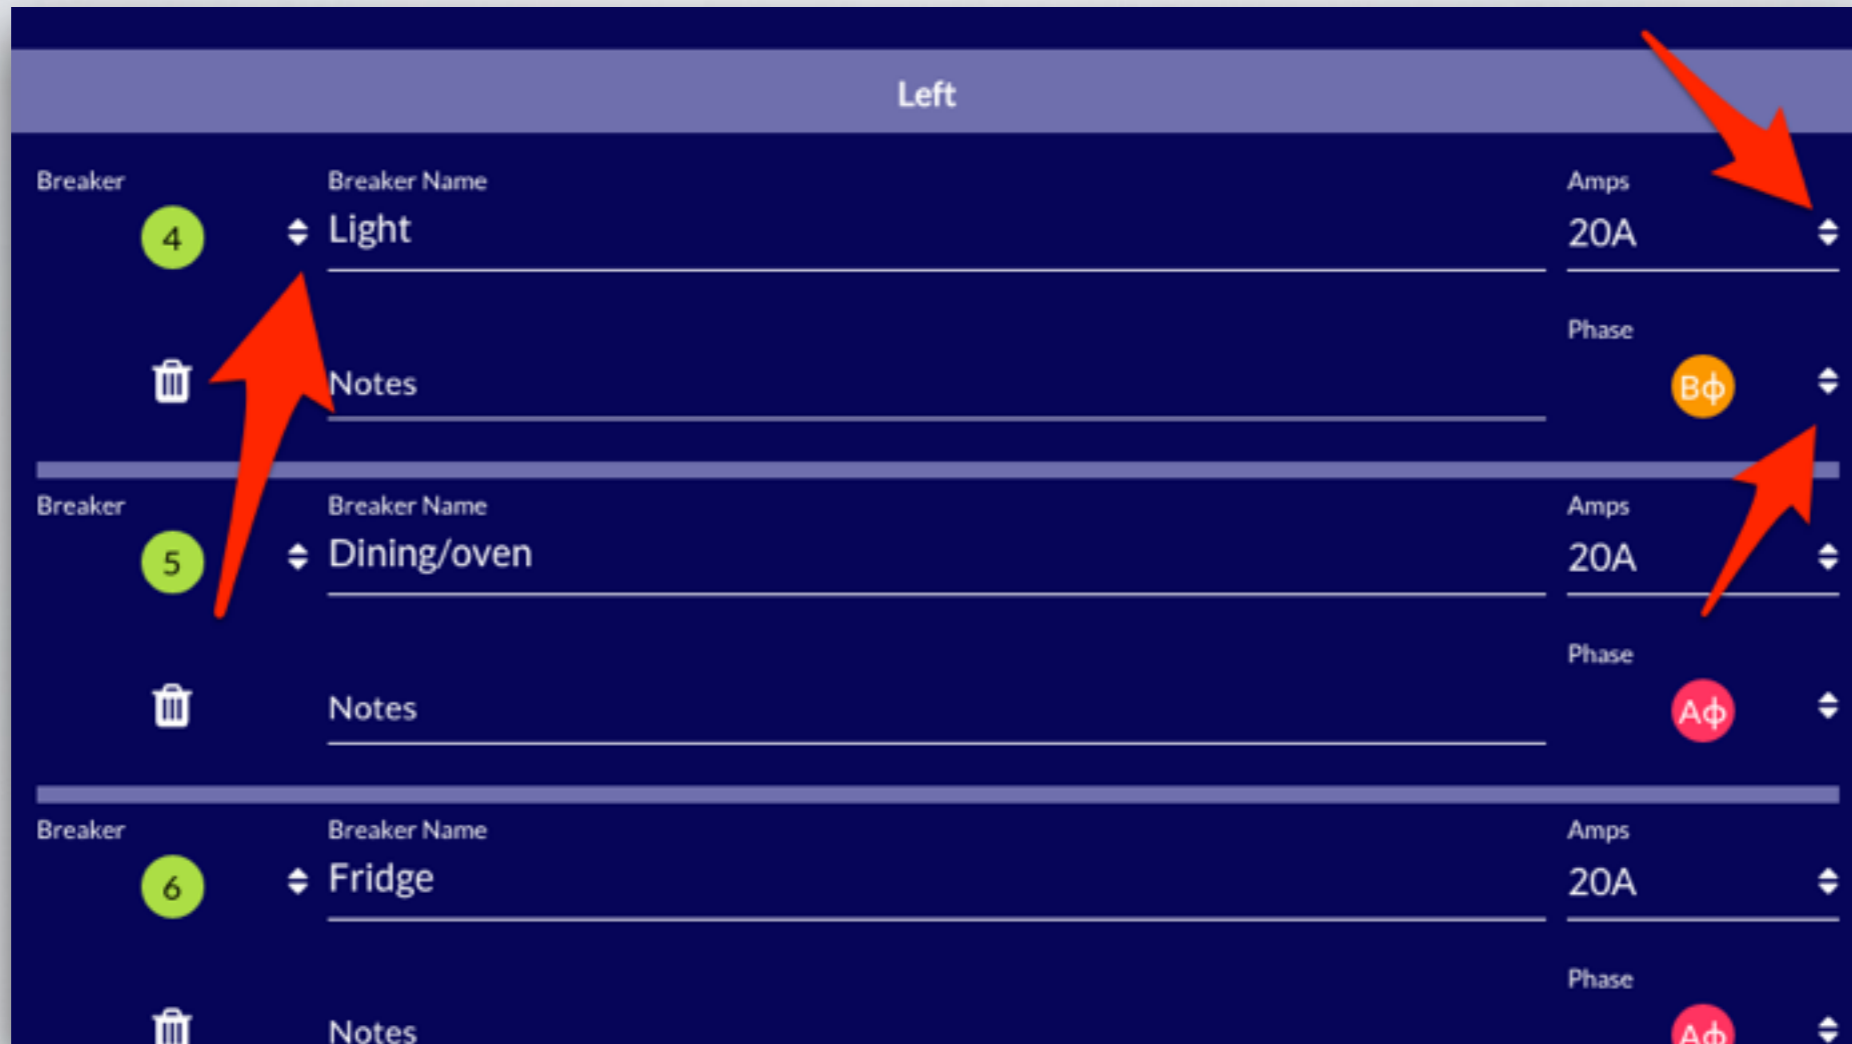 Left
Breaker Breaker Name Amps
4 Light 20A
Phase
Notes Bϕ
Breaker Breaker Name Amps
5 Dining/oven 20A
Phase
Notes Aϕ
Breaker Breaker Name Amps
6 Fridge 20A
Phase
Notes Aϕ